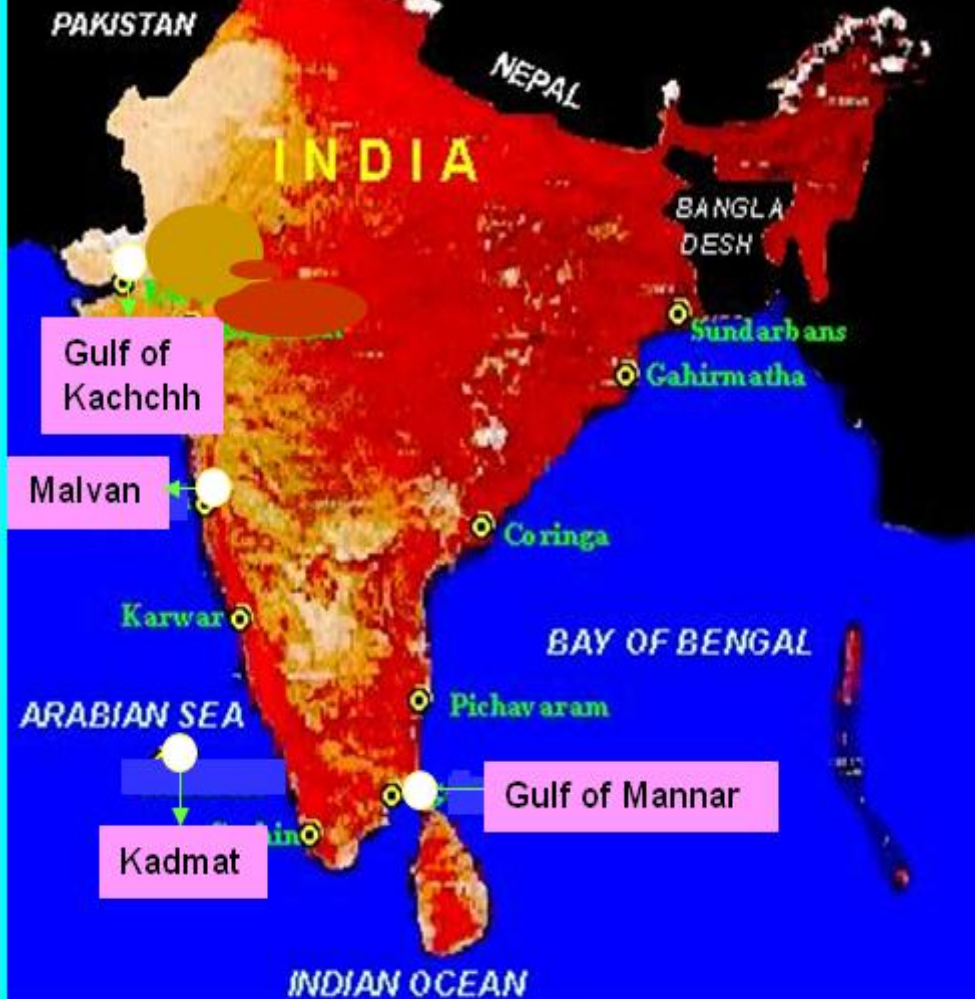 PAKISTAN
NEPAL
INDIA
BANGLA
DESH
Sundarbans
Gulf of
Kachchh
Gahirmatha
Malvan
Coringa
Karwar
BAY OF BENGAL
Pichavaram
ARABIAN SEA
Gulf of Mannar
Kadmat
INDIAN OCEAN